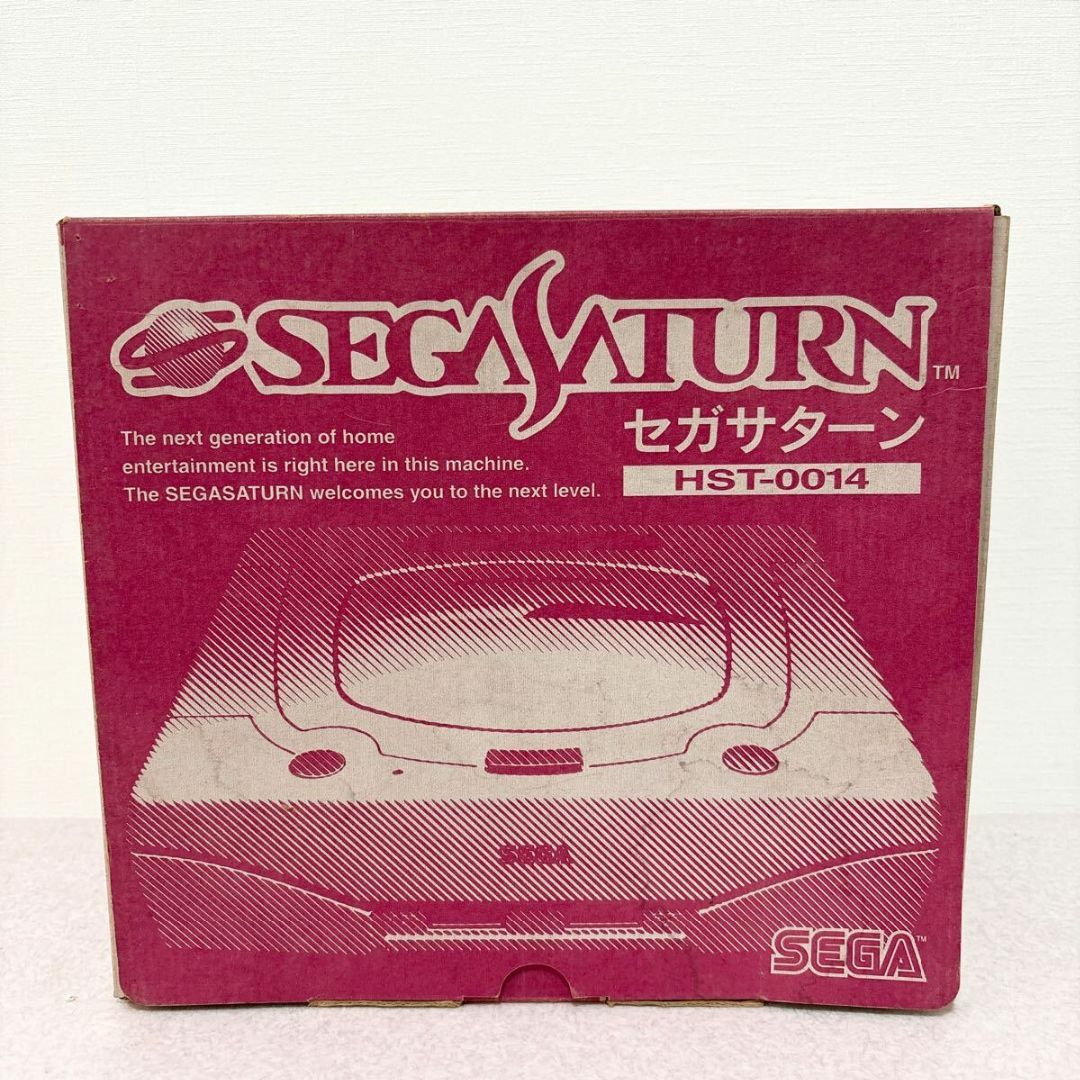 SEGASATURN™
セガサターン
HST-0014
The next generation of home
entertainment is right here in this machine.
The SEGASATURN welcomes you to the next level.
SEGA
SEGA™